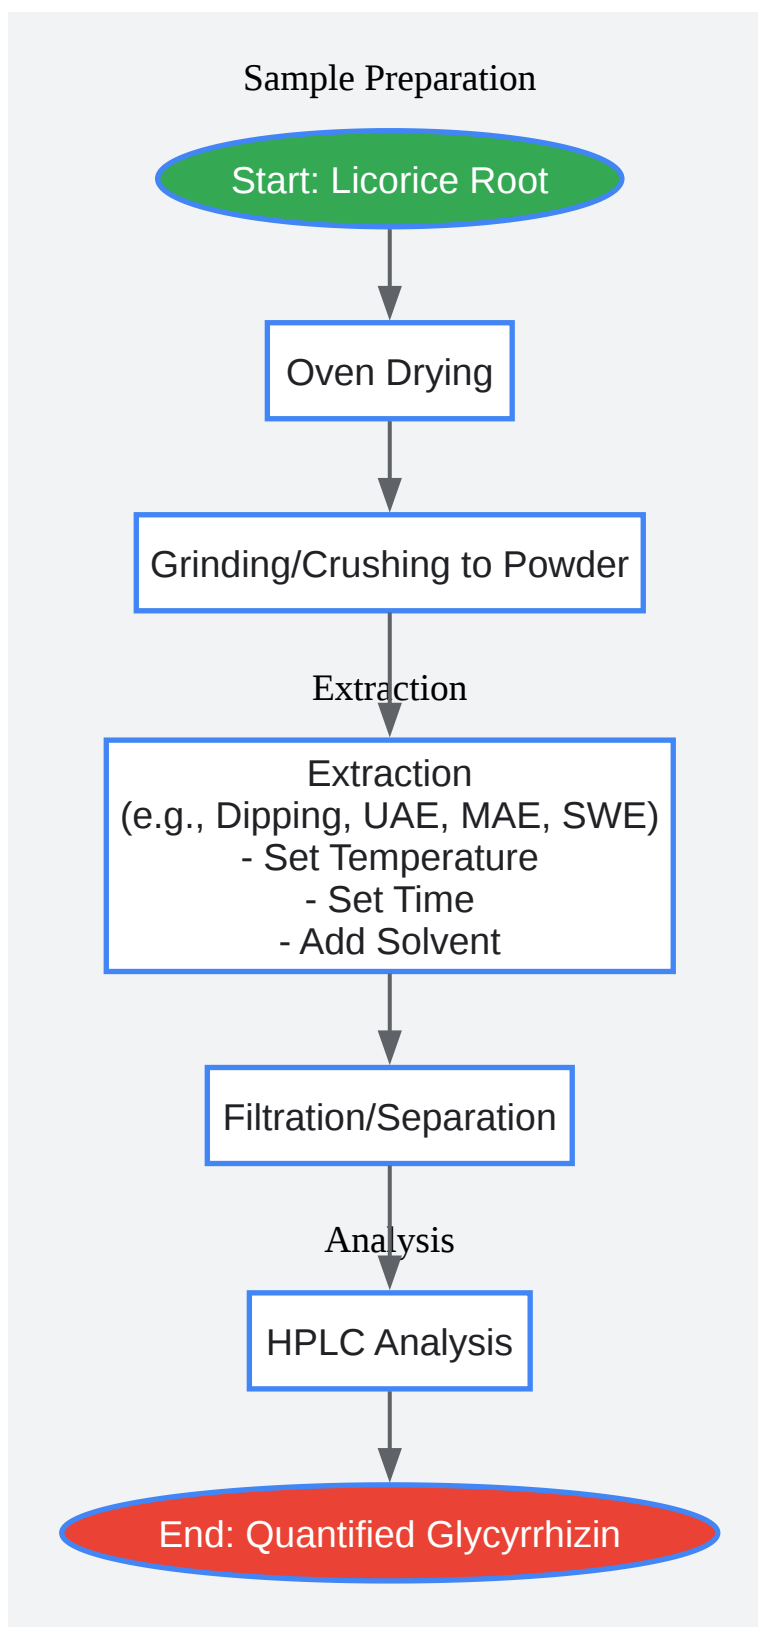 Sample Preparation
Start: Licorice Root
Oven Drying
Grinding/Crushing to Powder
Extraction
Extraction
(e.g., Dipping, UAE, MAE, SWE)
- Set Temperature
- Set Time
- Add Solvent
Filtration/Separation
Analysis
HPLC Analysis
End: Quantified Glycyrrhizin